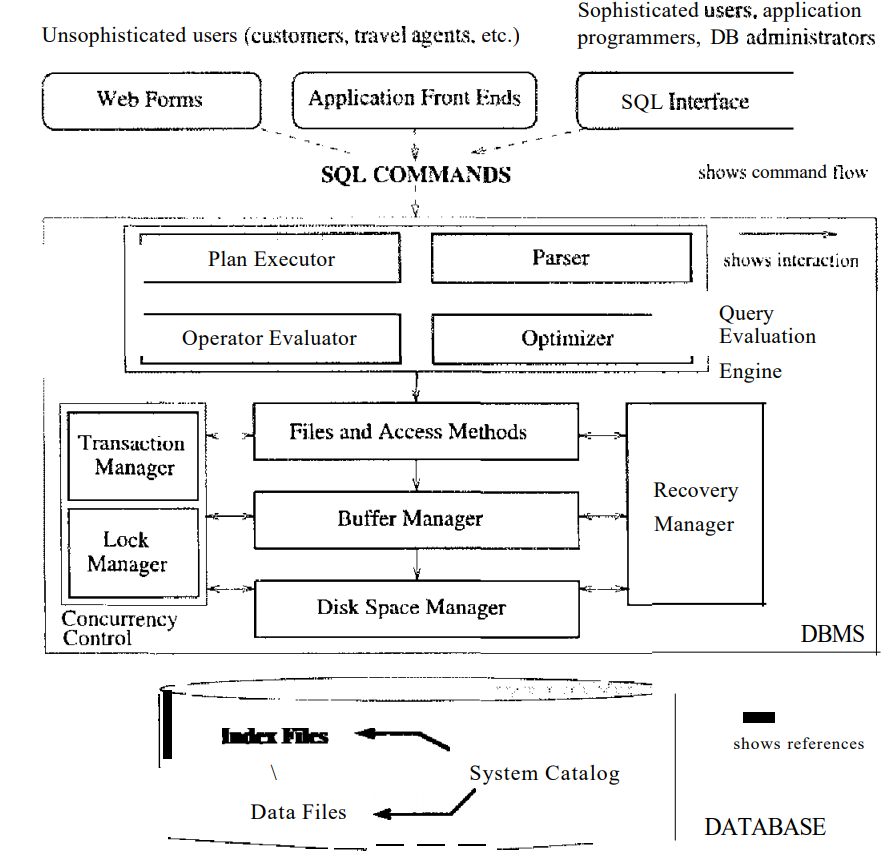 Sophisticated users, application
Unsophisticated users (customers, travel agents, etc.)
programmers, DB administrators
Web Forms
Application Front Ends
SQL Interface
SQL COMMANDS
shows command flow
Plan Executor
Parser
shows interaction
Operator Evaluator
Optimizer
Query
Evaluation
Engine
Files and Access Methods
Transaction
Manager
Recovery
Manager
Buffer Manager
Lock
Manager
Disk Space Manager
Concurrency
Control
DBMS
Index Files
shows references
System Catalog
Data Files
DATABASE